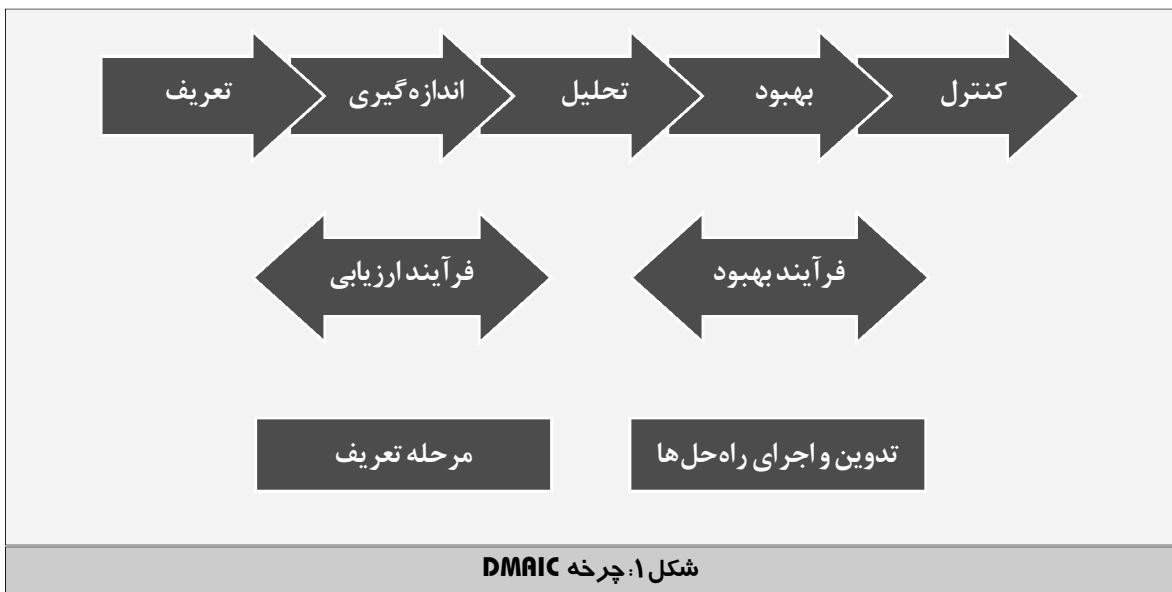 تعریف
اندازه‌گیری
تحلیل
بهبود
کنترل
فرآیند ارزیابی
فرآیند بهبود
مرحله تعریف
تدوین و اجرای راه‌حل‌ها
شکل ۱: چرخه DMAIC